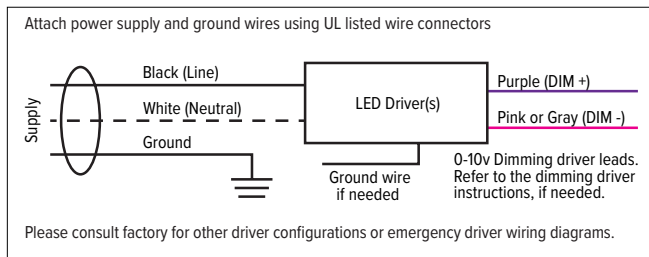 Attach power supply and ground wires using UL listed wire connectors
Supply
Black (Line)
White (Neutral)
Ground
LED Driver(s)
Ground wire
if needed
Purple (DIM +)
Pink or Gray (DIM -)
0-10v Dimming driver leads.
Refer to the dimming driver
instructions, if needed.
Please consult factory for other driver configurations or emergency driver wiring diagrams.